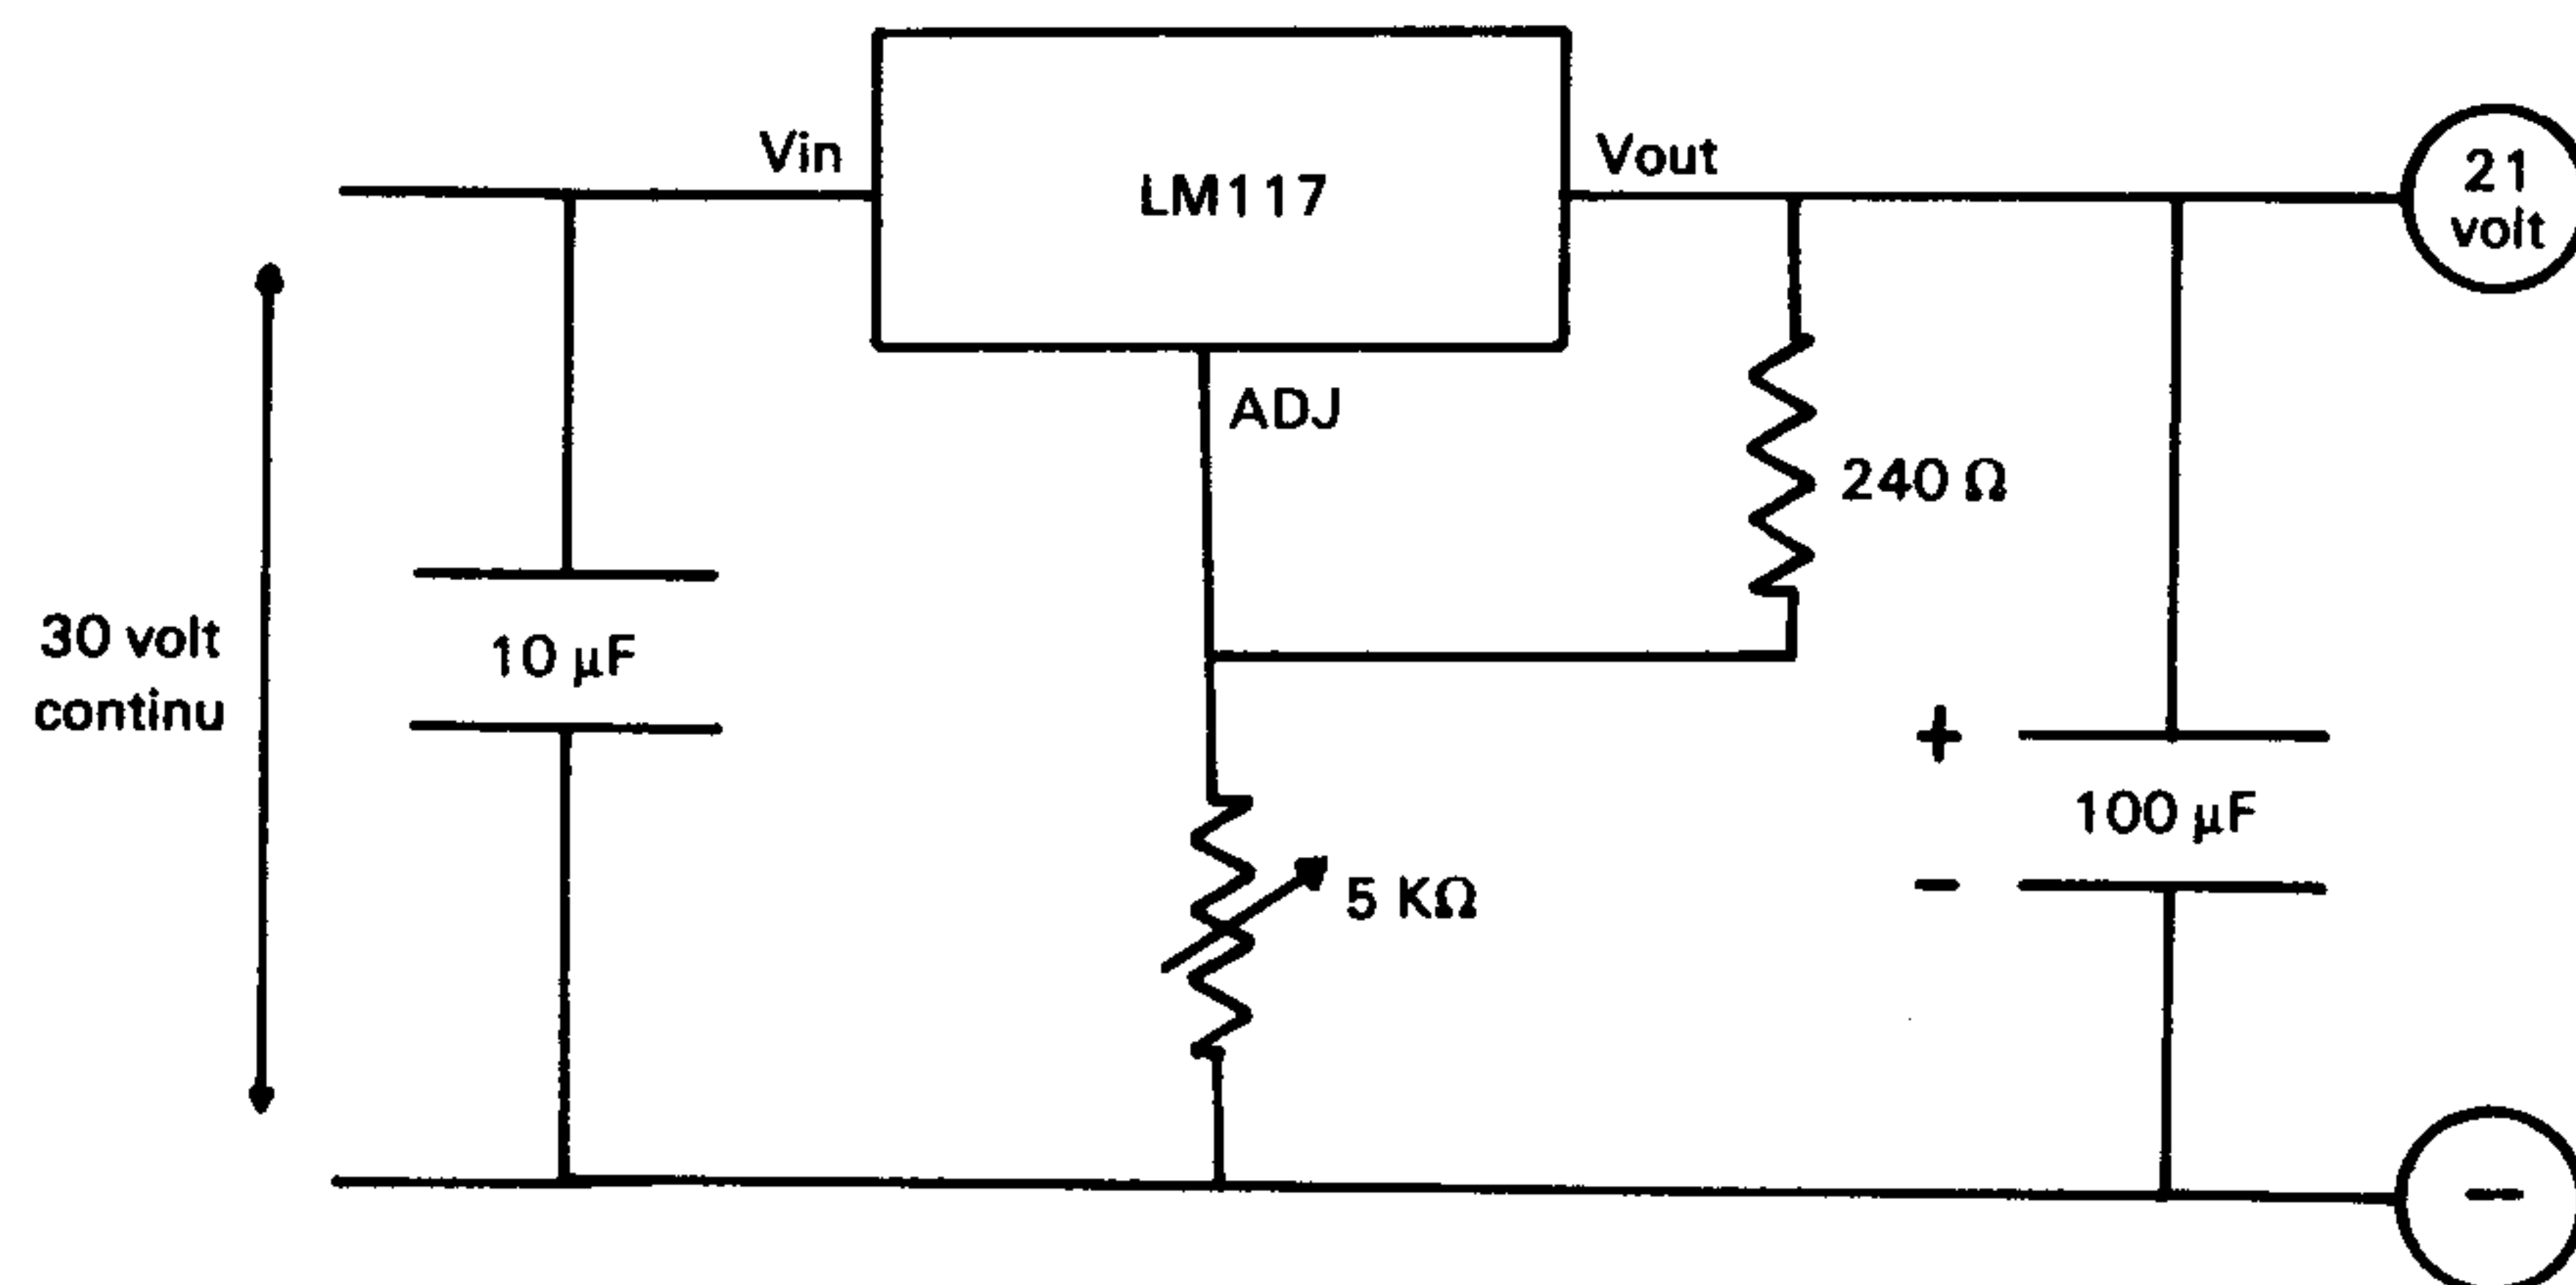 Vin
LM117
Vout
21
volt
ADJ
240 Ω
30 volt
continu
10 µF
+
100 µF
-
5 KΩ
-